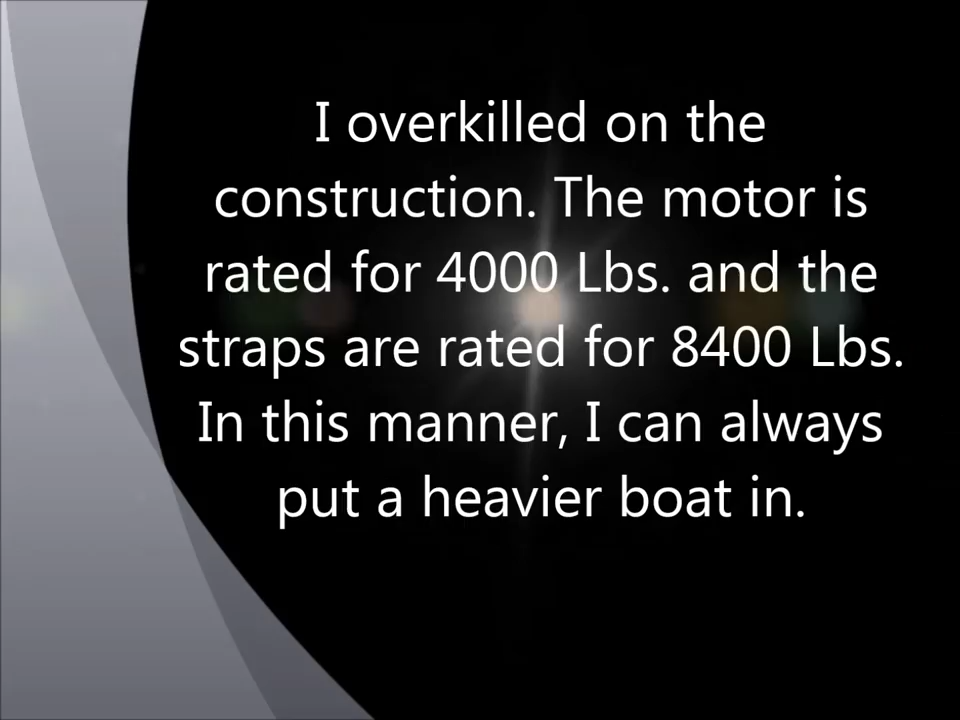 I overkilled on the
construction. The motor is
rated for 4000 Lbs. and the
straps are rated for 8400 Lbs.
In this manner, I can always
put a heavier boat in.